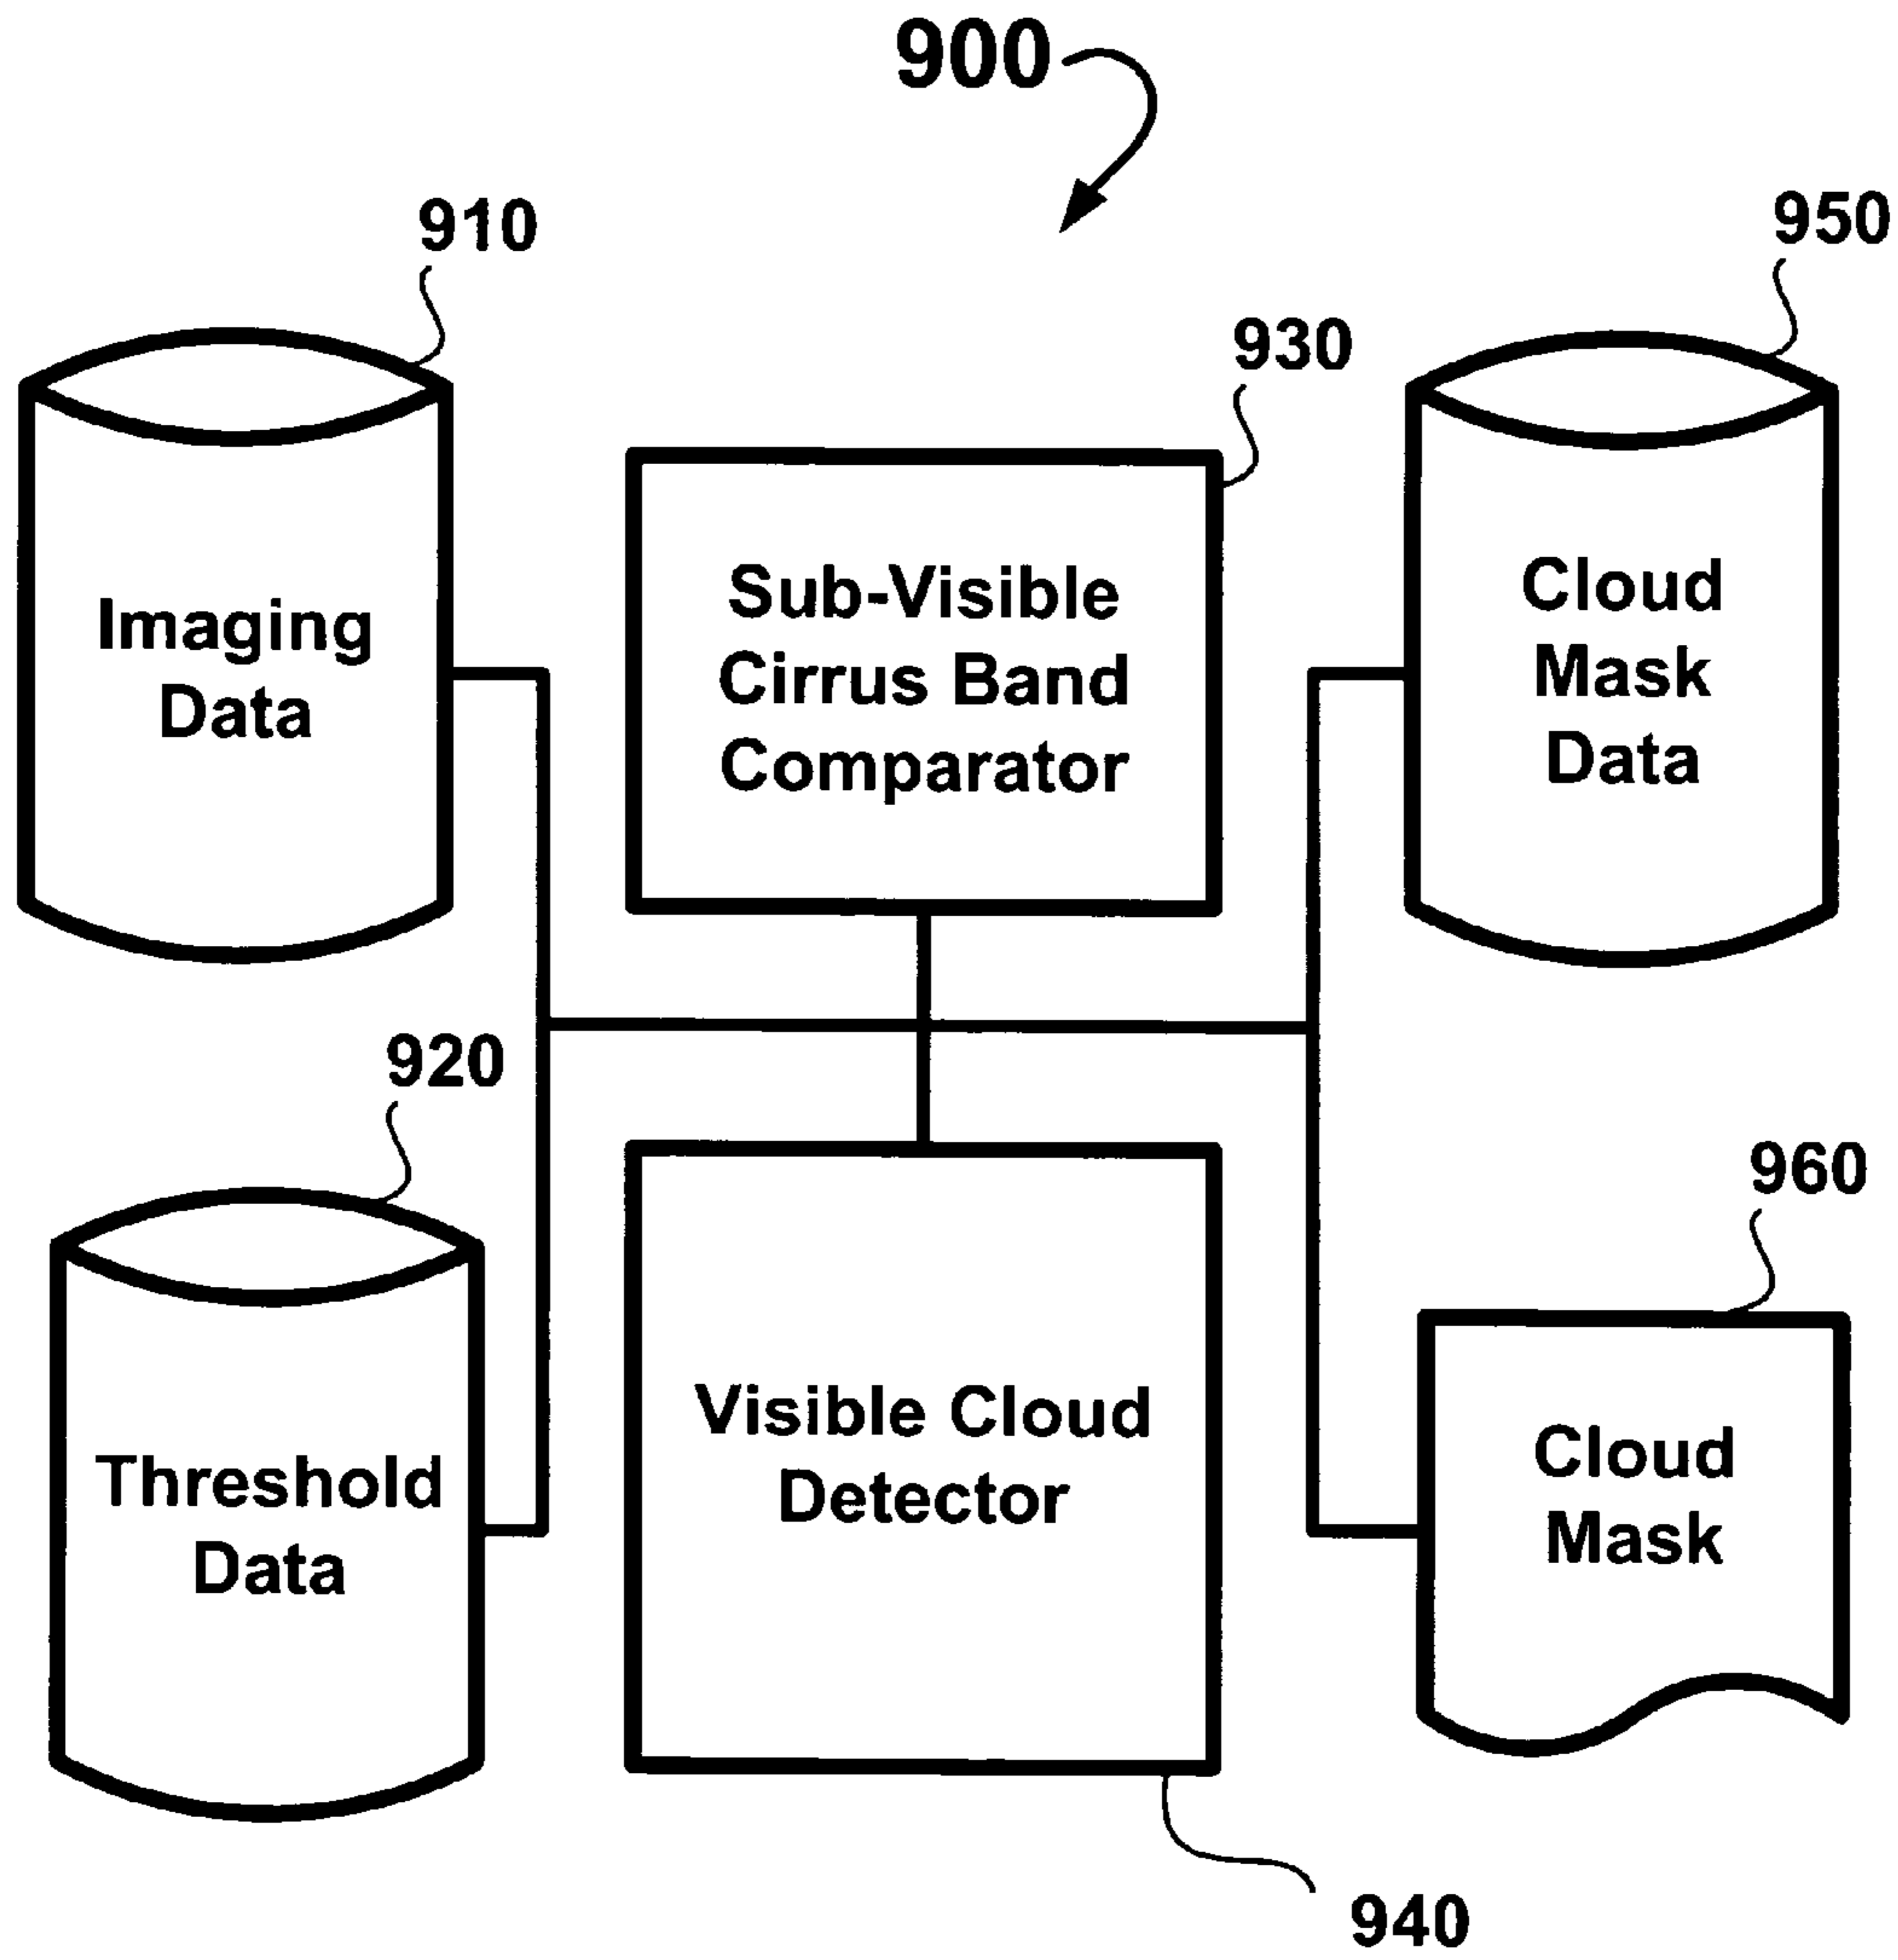 900
910
950
930
Imaging
Data
Sub-Visible
Cirrus Band
Comparator
Cloud
Mask
Data
920
960
Threshold
Data
Visible Cloud
Detector
Cloud
Mask
940